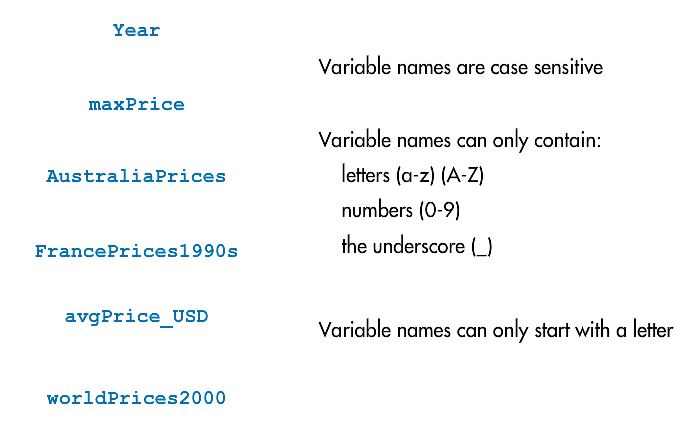 Year
maxPrice
AustraliaPrices
FrancePrices1990s
avgPrice_USD
worldPrices2000
Variable names are case sensitive
Variable names can only contain:
letters (a-z) (A-Z)
numbers (0-9)
the underscore (_)
Variable names can only start with a letter